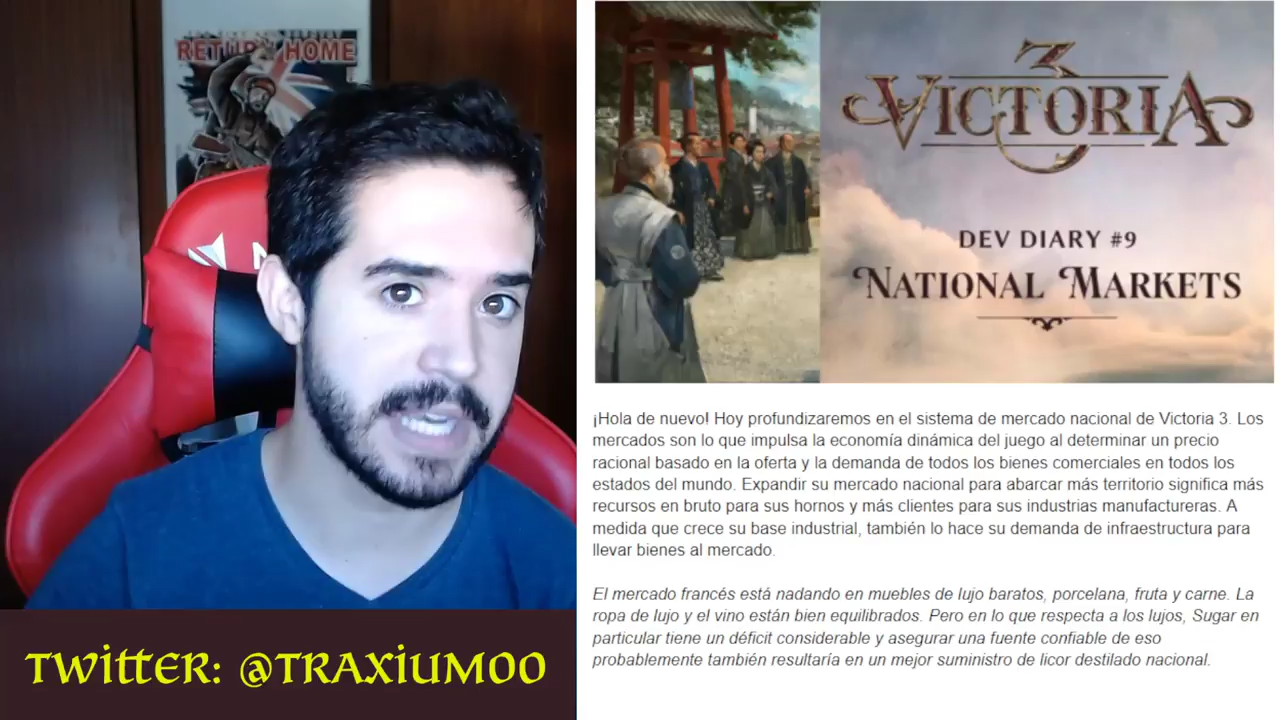 RETURN HOME
3
VICTORIA
DEV DIARY #9
NATIONAL MARKETS
¡Hola de nuevo! Hoy profundizaremos en el sistema de mercado nacional de Victoria 3. Los
mercados son lo que impulsa la economía dinámica del juego al determinar un precio
racional basado en la oferta y la demanda de todos los bienes comerciales en todos los
estados del mundo. Expandir su mercado nacional para abarcar más territorio significa más
recursos en bruto para sus hornos y más clientes para sus industrias manufactureras. A
medida que crece su base industrial, también lo hace su demanda de infraestructura para
llevar bienes al mercado.
El mercado francés está nadando en muebles de lujo baratos, porcelana, fruta y carne. La
ropa de lujo y el vino están bien equilibrados. Pero en lo que respecta a los lujos, Sugar en
particular tiene un déficit considerable y asegurar una fuente confiable de eso
probablemente también resultaría en un mejor suministro de licor destilado nacional.
TWITTER: @TRAXIUM00